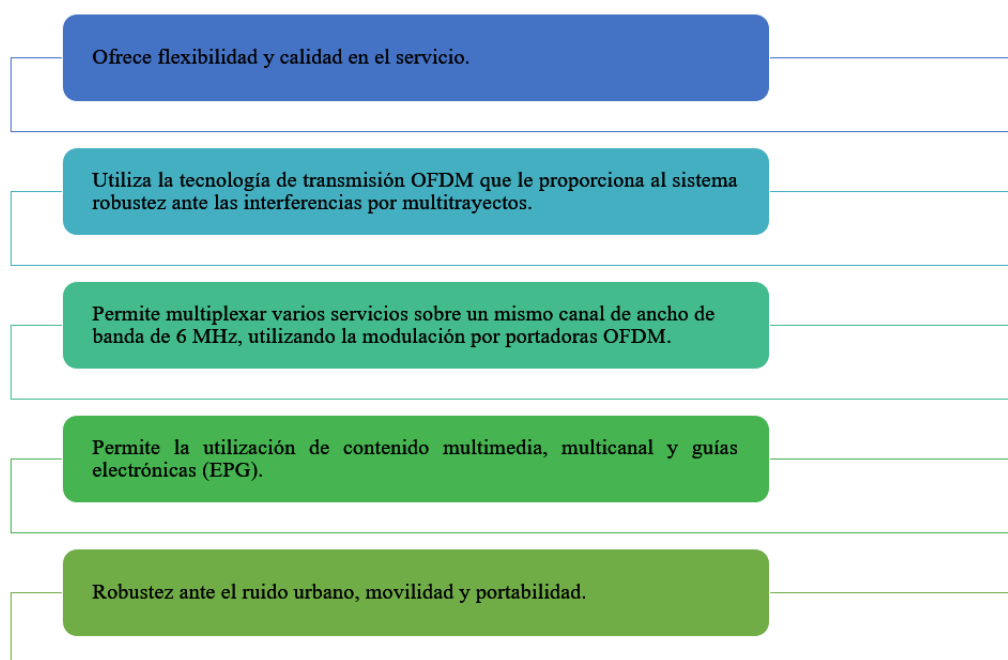 Ofrece flexibilidad y calidad en el servicio.
Utiliza la tecnología de transmisión OFDM que le proporciona al sistema
robustez ante las interferencias por multitrayectos.
Permite multiplexar varios servicios sobre un mismo canal de ancho de
banda de 6 MHz, utilizando la modulación por portadoras OFDM.
Permite la utilización de contenido multimedia, multicanal y guías
electrónicas (EPG).
Robustez ante el ruido urbano, movilidad y portabilidad.